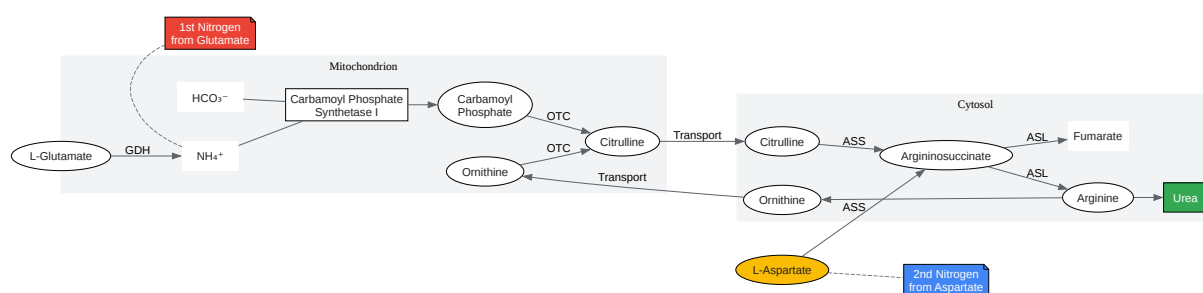 1st Nitrogen
from Glutamate
Mitochondrion
HCO₃⁻
Carbamoyl Phosphate
Synthetase I
Carbamoyl
Phosphate
OTC
Cytosol
L-Glutamate
GDH
NH₄⁺
OTC
Citrulline
Transport
Citrulline
ASS
Argininosuccinate
ASL
Fumarate
Ornithine
Transport
Ornithine
ASS
ASL
Arginine
Urea
L-Aspartate
2nd Nitrogen
from Aspartate